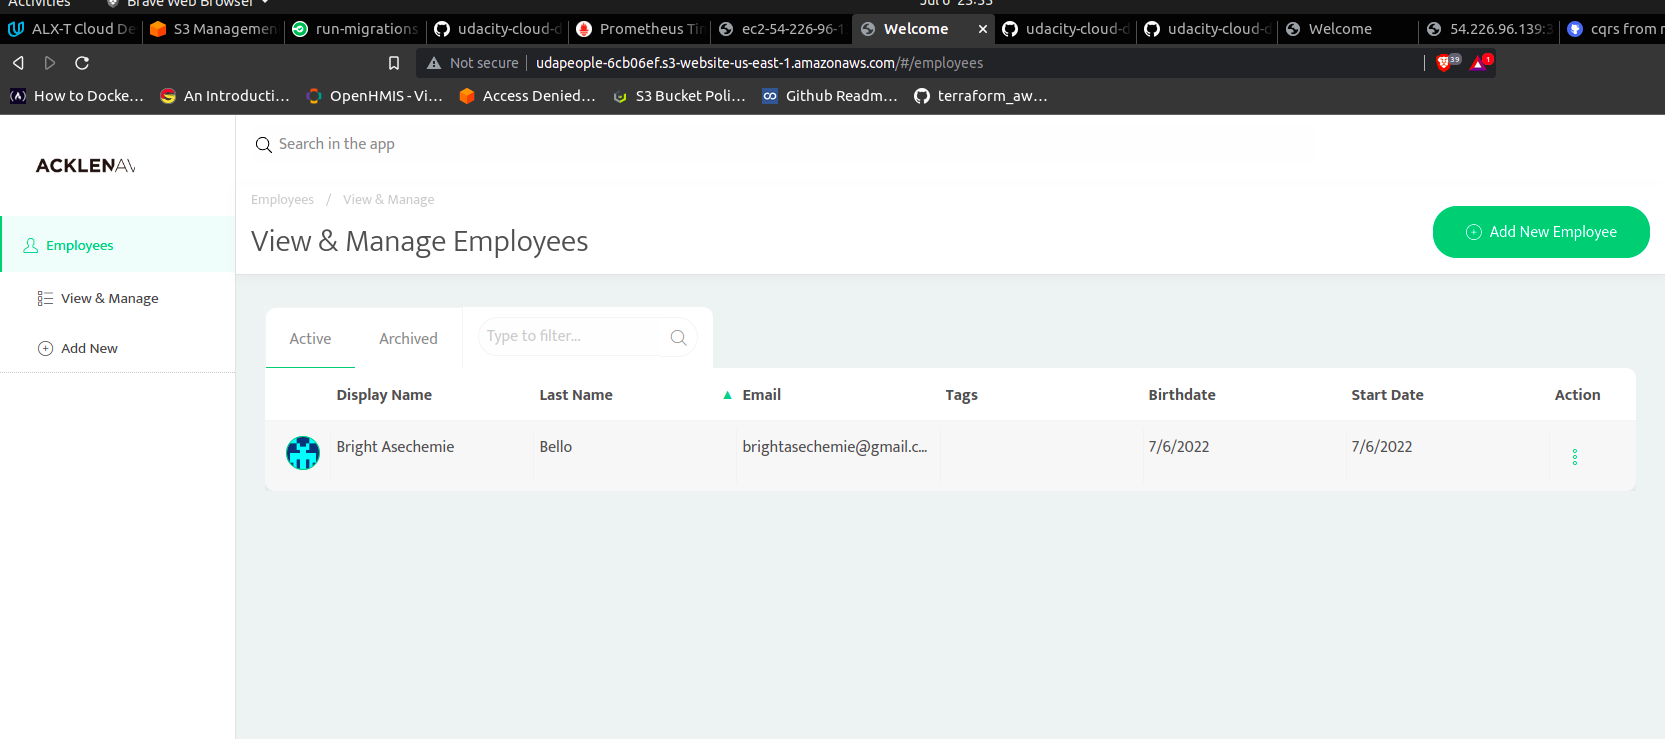 Activities Brave Web Browser Jul 6 23:33
ALX-T Cloud De S3 Managemen run-migrations udacity-cloud-d Prometheus Tim ec2-54-226-96-1 Welcome × udacity-cloud-d udacity-cloud-d Welcome 54.226.96.139:3 cqrs from r
Not secure udapeople-6cb06ef.s3-website-us-east-1.amazonaws.com/#/employees 39 1
How to Docke... An Introducti... OpenHMIS - Vi... Access Denied... S3 Bucket Poli... Github Readm... terraform_aw...
ACKLENAV
Search in the app
Employees / View & Manage
View & Manage Employees
Add New Employee
Employees
View & Manage
Add New
Active Archived Type to filter...
Display Name Last Name ▲ Email Tags Birthdate Start Date Action
Bright Asechemie Bello brightasechemie@gmail.c... 7/6/2022 7/6/2022